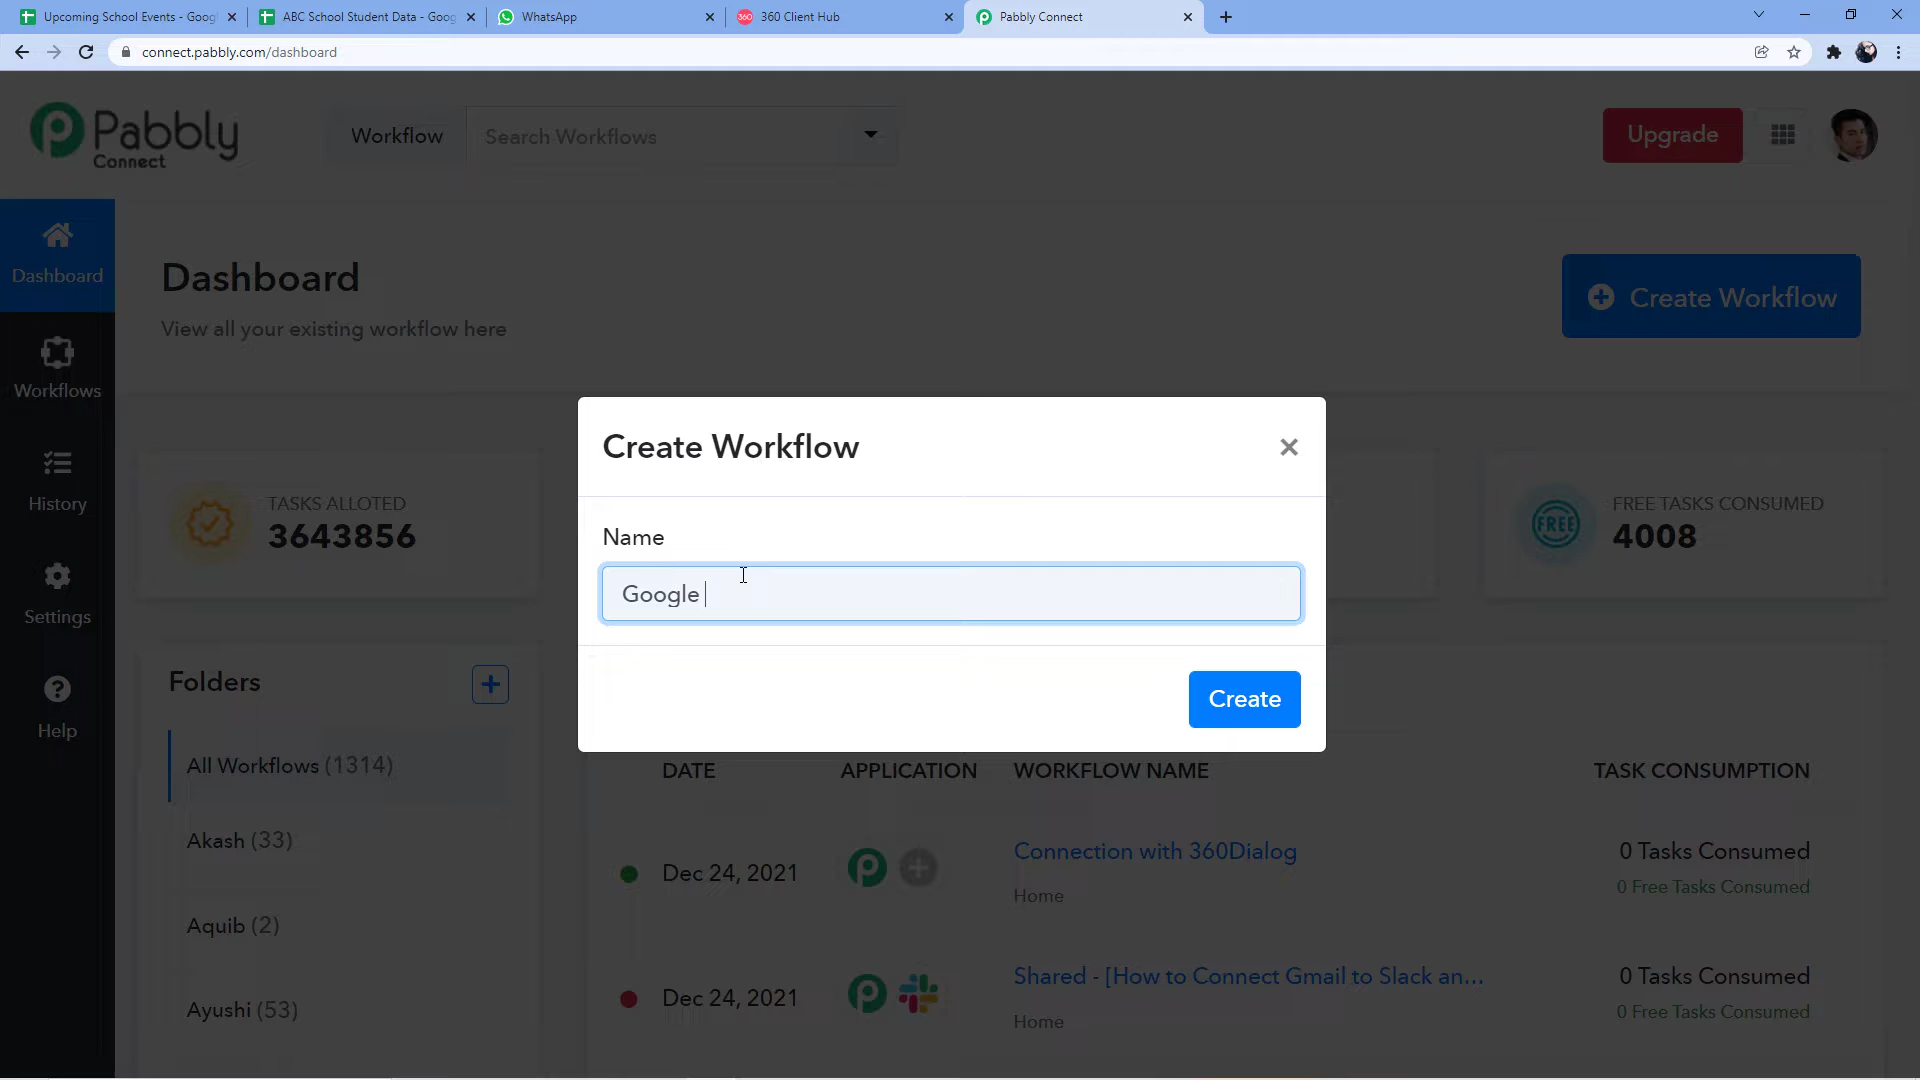 Upcoming School Events - Goog
ABC School Student Data - Goog
WhatsApp
360 Client Hub
Pabbly Connect
connect.pabbly.com/dashboard
Pabbly
Connect
Workflow
Search Workflows
Upgrade
Dashboard
Workflows
History
Settings
Help
Dashboard
View all your existing workflow here
Create Workflow
TASKS ALLOTED
3643856
FREE
FREE TASKS CONSUMED
4008
Create Workflow
Name
Google
Create
Folders
All Workflows (1314)
Akash (33)
Aquib (2)
Ayushi (53)
DATE APPLICATION WORKFLOW NAME TASK CONSUMPTION
Dec 24, 2021 Connection with 360Dialog 0 Tasks Consumed
Home 0 Free Tasks Consumed
Dec 24, 2021 Shared - [How to Connect Gmail to Slack an... 0 Tasks Consumed
Home 0 Free Tasks Consumed